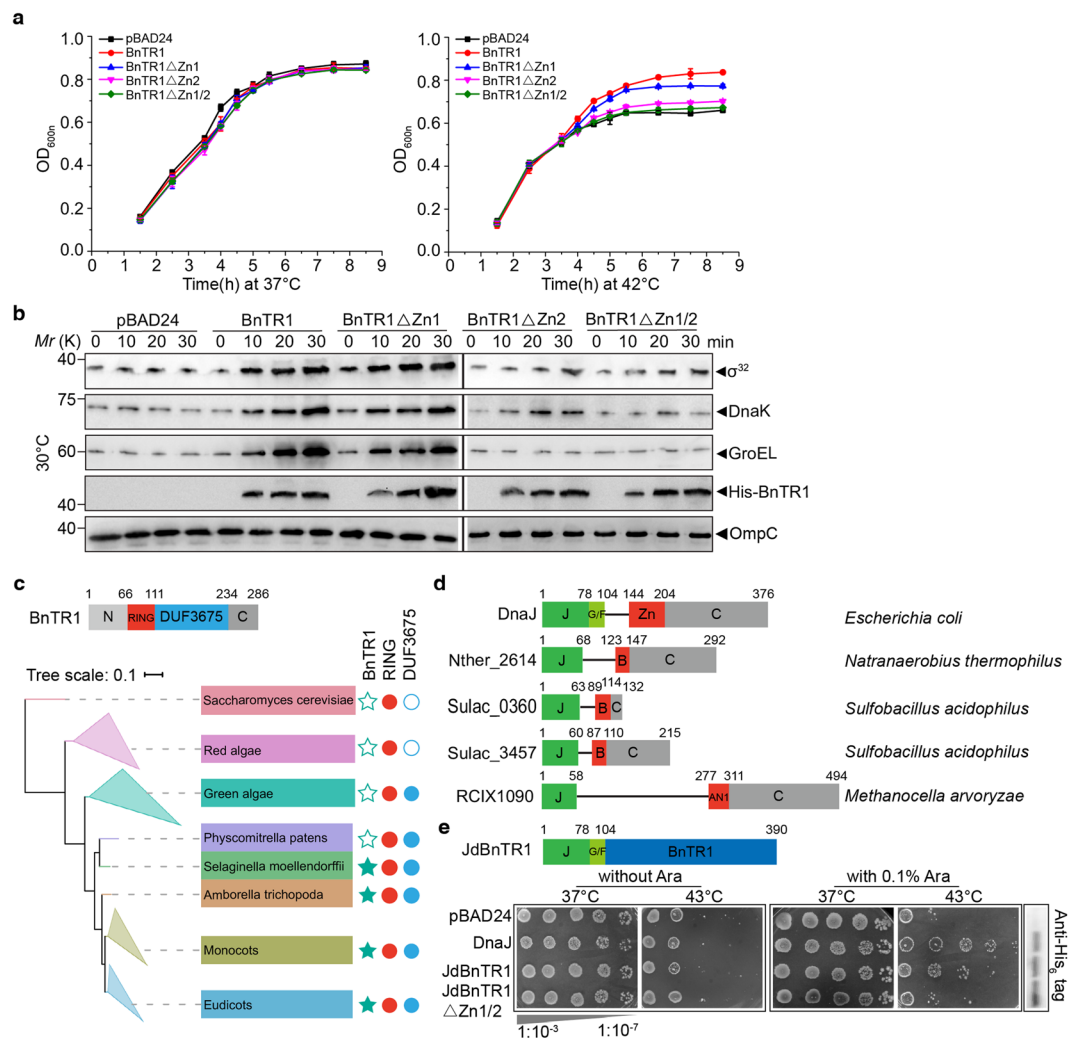 a
1.0
0.8
0.6
0.4
0.2
0.0
OD600n
pBAD24
BnTR1
BnTR1△Zn1
BnTR1△Zn2
BnTR1△Zn1/2
0 1 2 3 4 5 6 7 8 9
Time(h) at 37°C
1.0
0.8
0.6
0.4
0.2
0.0
OD600n
pBAD24
BnTR1
BnTR1△Zn1
BnTR1△Zn2
BnTR1△Zn1/2
0 1 2 3 4 5 6 7 8 9
Time(h) at 42°C
b
pBAD24 BnTR1 BnTR1△Zn1 BnTR1△Zn2 BnTR1△Zn1/2
Mr (K) 0 10 20 30 0 10 20 30 0 10 20 30 0 10 20 30 0 10 20 30 min
30°C
40 σ32
75 DnaK
60 GroEL
40 His-BnTR1
40 OmpC
c
1 66 111 234 286
BnTR1 N RING DUF3675 C
Tree scale: 0.1
BnTR1 RING DUF3675
Saccharomyces cerevisiae
Red algae
Green algae
Physcomitrella patens
Selaginella moellendorffii
Amborella trichopoda
Monocots
Eudicots
d
1 78 104 144 204 376
DnaJ J G/F Zn C Escherichia coli
1 68 123 147 292
Nther_2614 J B C Natranaerobius thermophilus
1 63 89 114 132
Sulac_0360 J B C Sulfobacillus acidophilus
1 60 87 110 215
Sulac_3457 J B C Sulfobacillus acidophilus
1 58 277 311 494
RCIX1090 J AN1 C Methanocella arvoryzae
e
1 78 104 390
JdBnTR1 J G/F BnTR1
without Ara with 0.1% Ara
37°C 43°C 37°C 43°C
pBAD24
DnaJ
JdBnTR1
JdBnTR1
△Zn1/2
1:10-3 1:10-7
Anti-His6 tag